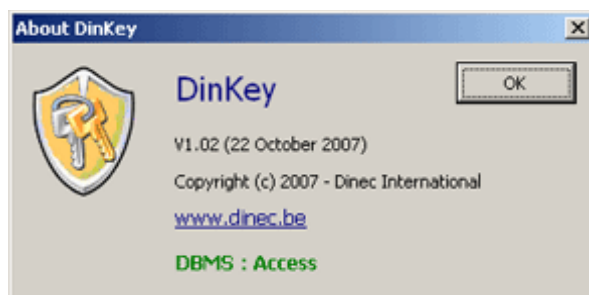 About DinKey
DinKey
OK
V1.02 (22 October 2007)
Copyright (c) 2007 - Dinec International
www.dinec.be
DBMS : Access